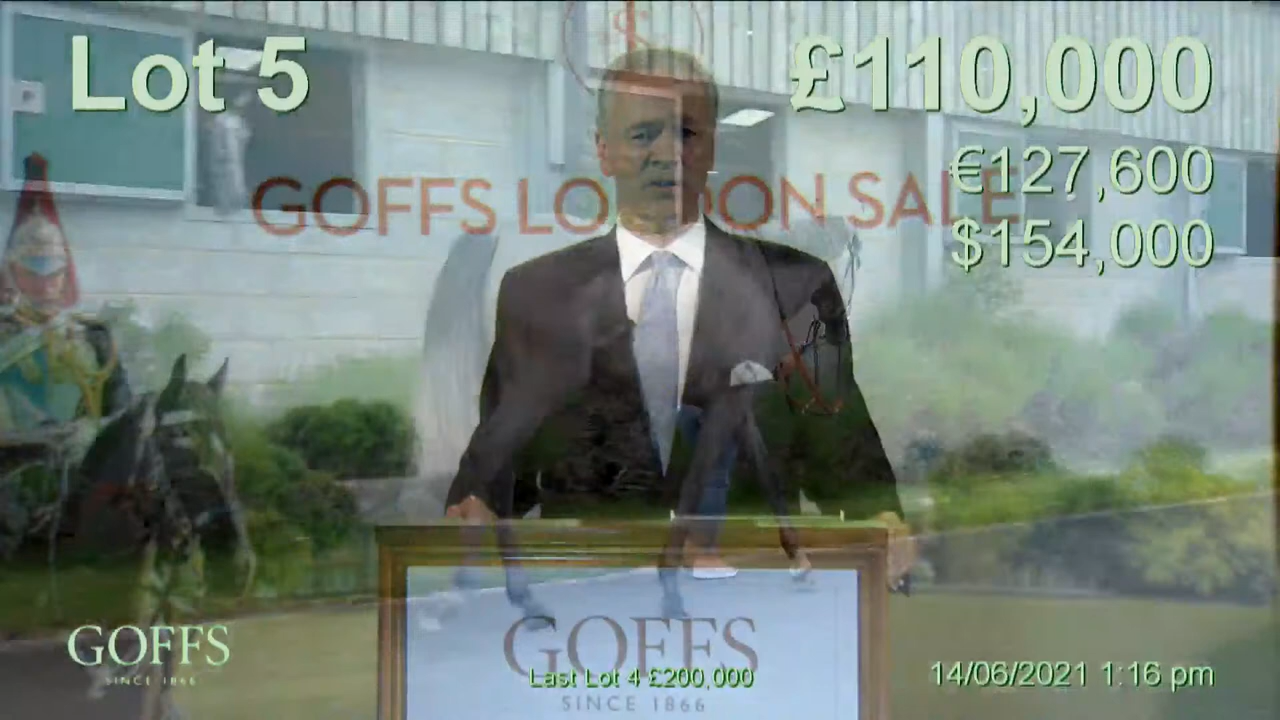 Lot 5
£110,000
€127,600
$154,000
GOFFS LONDON SALE
GOFFS
SINCE 1866
GOFFS
Last Lot 4 £200,000
SINCE 1866
14/06/2021 1:16 pm